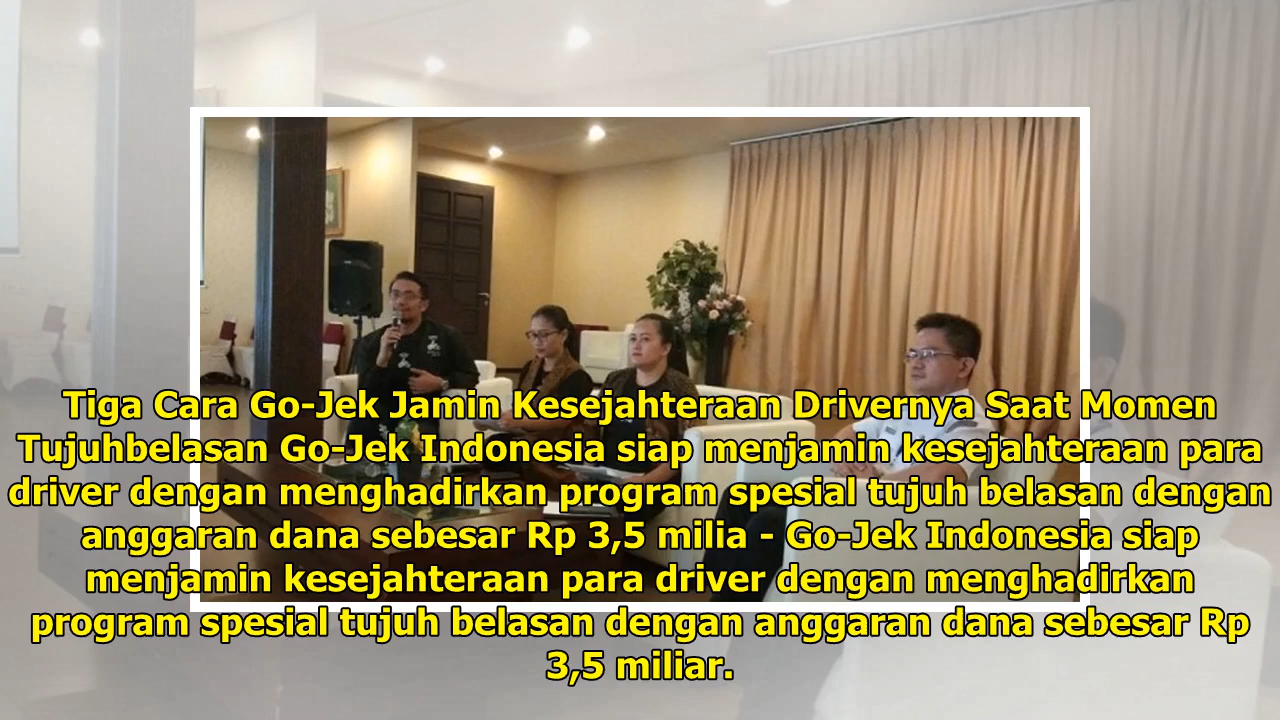 Tiga Cara Go-Jek Jamin Kesejahteraan Drivernya Saat Momen
Tujuhbelasan Go-Jek Indonesia siap menjamin kesejahteraan para
driver dengan menghadirkan program spesial tujuh belasan dengan
anggaran dana sebesar Rp 3,5 milia - Go-Jek Indonesia siap
menjamin kesejahteraan para driver dengan menghadirkan
program spesial tujuh belasan dengan anggaran dana sebesar Rp
3,5 miliar.